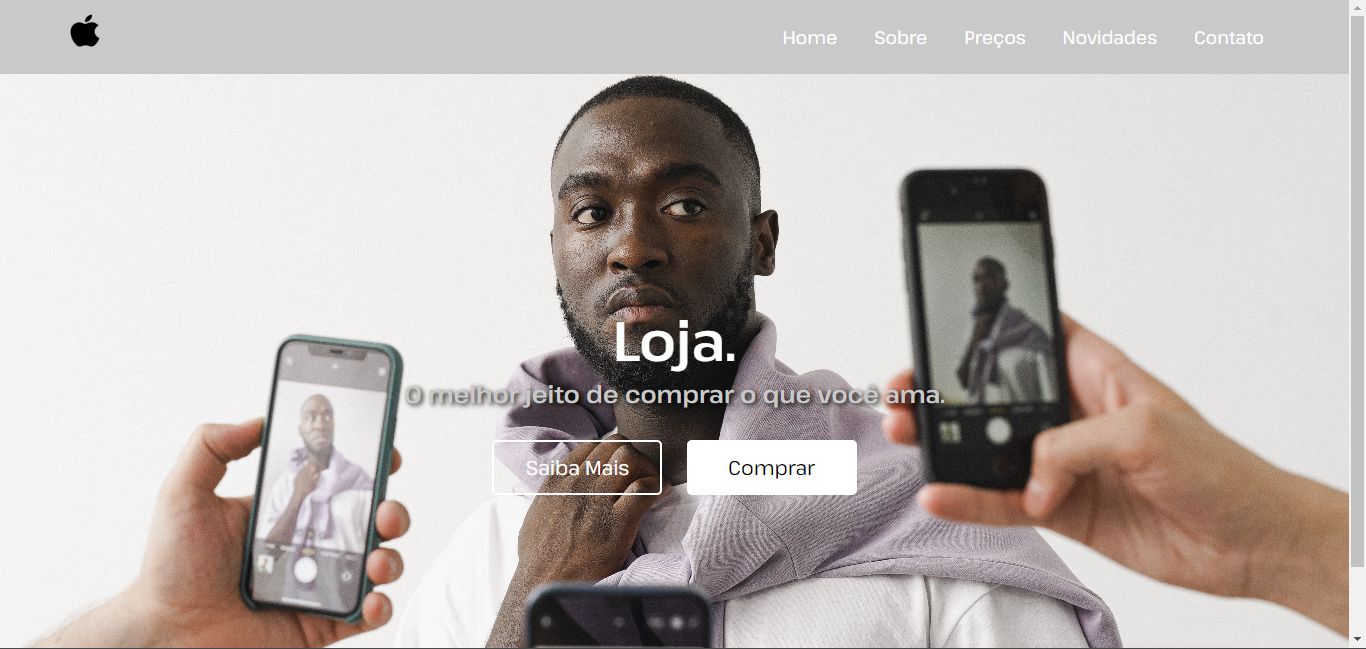 Home Sobre Preços Novidades Contato
Loja.
O melhor jeito de comprar o que você ama.
Saiba Mais Comprar